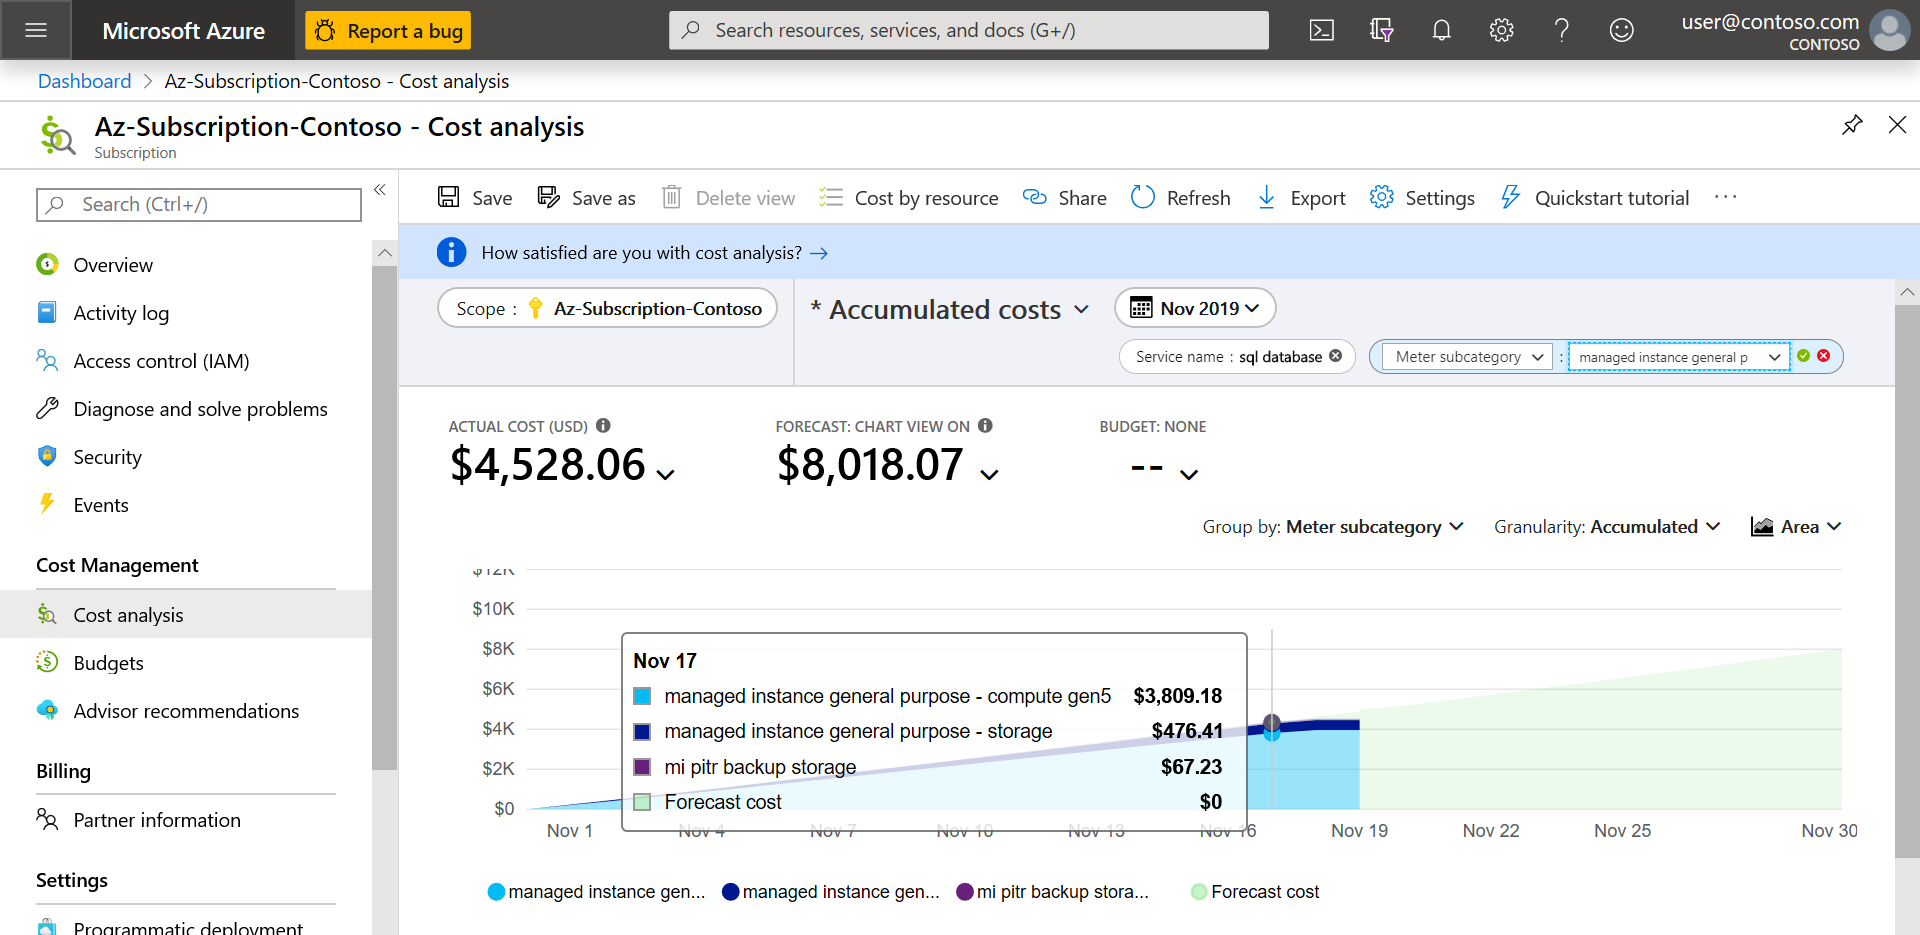 Microsoft Azure
Report a bug
Search resources, services, and docs (G+/)
user@contoso.com
CONTOSO
Dashboard > Az-Subscription-Contoso - Cost analysis
Az-Subscription-Contoso - Cost analysis
Subscription
Search (Ctrl+/)
Overview
Activity log
Access control (IAM)
Diagnose and solve problems
Security
Events
Cost Management
Cost analysis
Budgets
Advisor recommendations
Billing
Partner information
Settings
Programmatic deployment
Save
Save as
Delete view
Cost by resource
Share
Refresh
Export
Settings
Quickstart tutorial
...
How satisfied are you with cost analysis? →
Scope : Az-Subscription-Contoso
* Accumulated costs
Nov 2019
Service name : sql database
Meter subcategory : managed instance general p
ACTUAL COST (USD)
$4,528.06
FORECAST: CHART VIEW ON
$8,018.07
BUDGET: NONE
--
Group by: Meter subcategory
Granularity: Accumulated
Area
$12K
$10K
$8K
$6K
$4K
$2K
$0
Nov 17
managed instance general purpose - compute gen5 $3,809.18
managed instance general purpose - storage $476.41
mi pitr backup storage $67.23
Forecast cost $0
Nov 1 Nov 4 Nov 7 Nov 10 Nov 13 Nov 16 Nov 19 Nov 22 Nov 25 Nov 30
managed instance gen... managed instance gen... mi pitr backup stora... Forecast cost